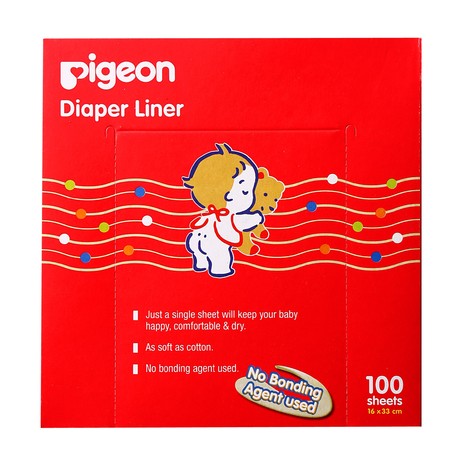 pigeon
Diaper Liner
Just a single sheet will keep your baby
happy, comfortable & dry.
As soft as cotton.
No bonding agent used.
No Bonding
Agent used
100
sheets
16 x 33 cm